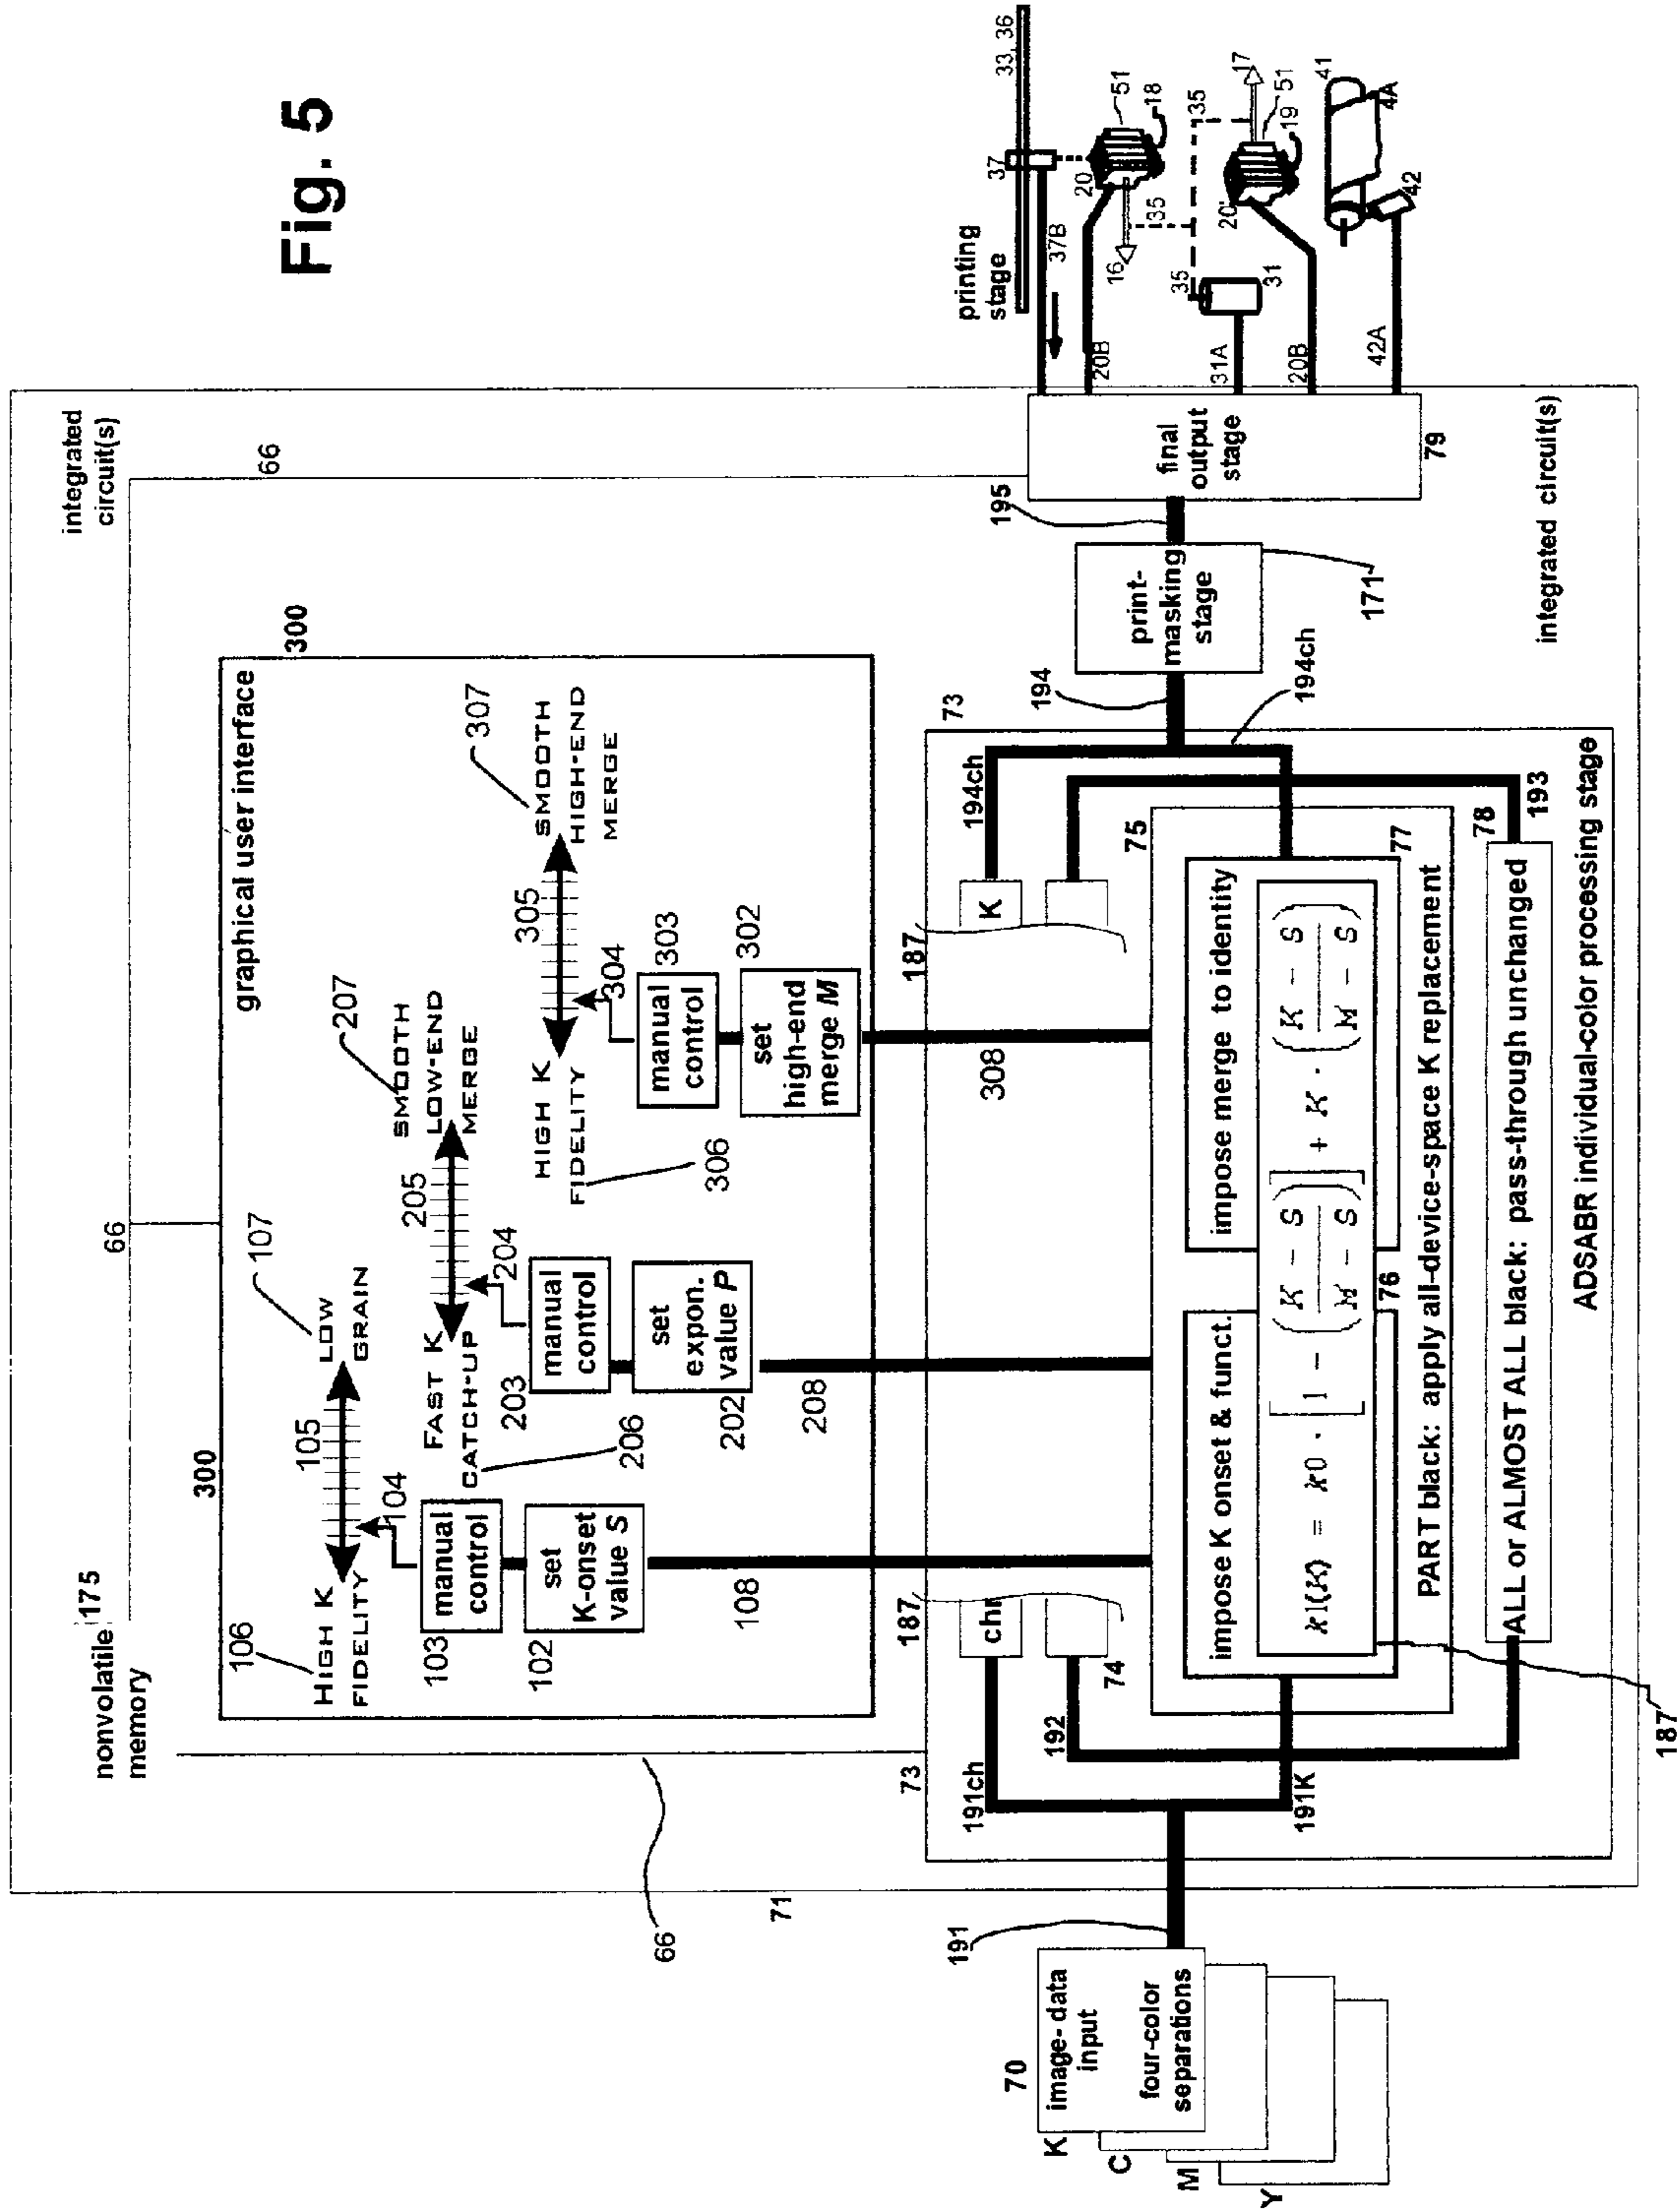 Fig. 5
nonvolatile
memory
175
66
integrated
circuit(s)
66
300
graphical user interface
300
106
HIGH K
FIDELITY
105
107
LOW
GRAIN
104
103
manual
control
102
set
K-onset
value S
108
FAST K
CATCH-UP
206
205
207
SMOOTH
LOW-END
MERGE
204
203
manual
control
202
set
expon.
value P
208
HIGH K
FIDELITY
306
305
307
SMOOTH
HIGH-END
MERGE
304
303
manual
control
302
set
high-end
merge M
308
66
71
73
73
70
image-data
input
four-color
separations
K
C
M
Y
191
191ch
191K
192
187
chr
74
187
K
194ch
75
impose K onset & funct.
76
impose merge to identity
77
k1(K) = k0 · [1 − (K − S / M − S)] + K · (K − S / M − S)
PART black: apply all-device-space K replacement
78
ALL or ALMOST ALL black: pass-through unchanged
193
ADSABR individual-color processing stage
187
194
194ch
print-
masking
stage
171
195
final
output
stage
79
integrated circuit(s)
printing
stage
37
33, 36
37B
20B
20
16
51
18
35
35
35
31
31A
20B
20'
17
51
19
42A
42
41
4A